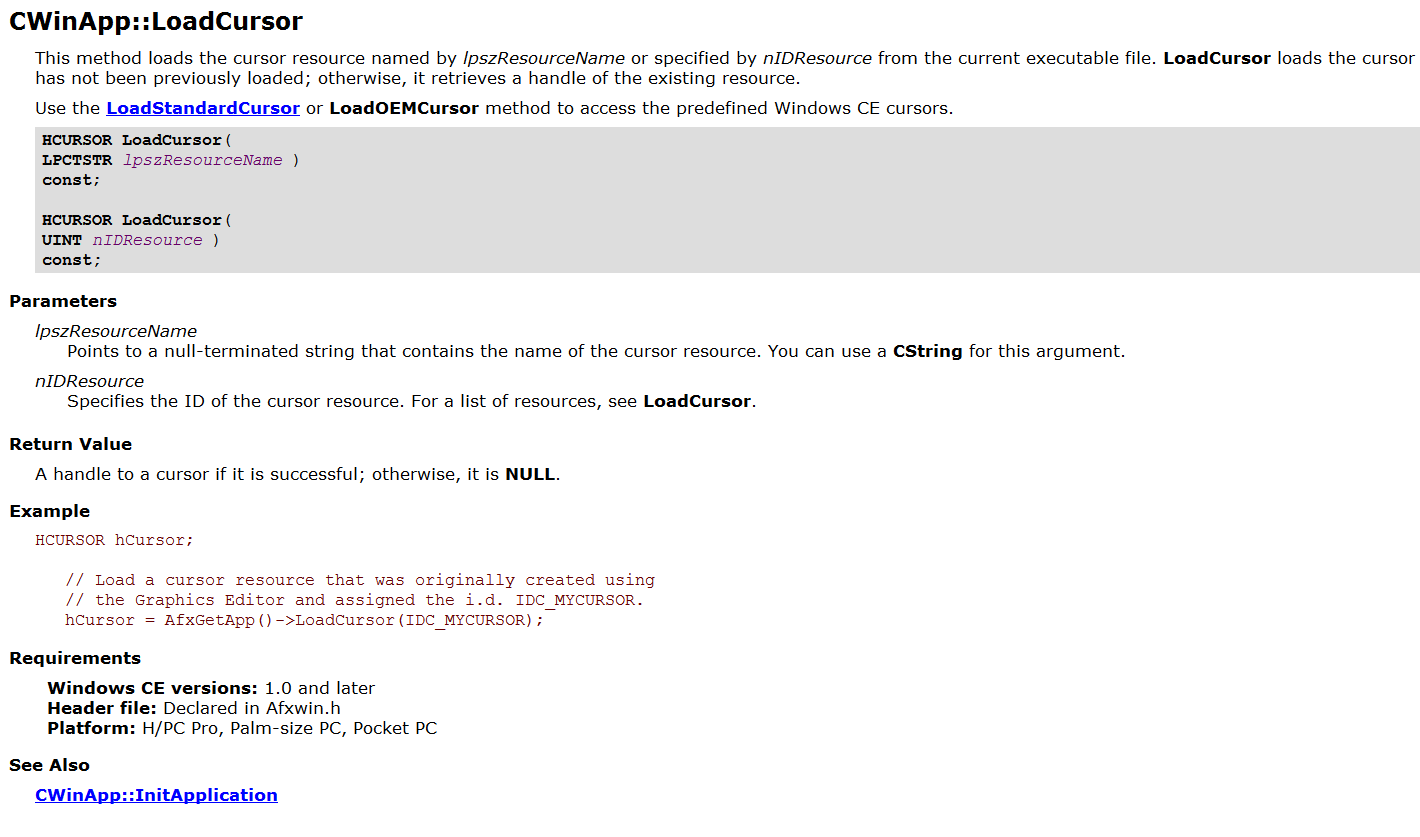 CWinApp::LoadCursor
This method loads the cursor resource named by lpszResourceName or specified by nIDResource from the current executable file. LoadCursor loads the cursor
has not been previously loaded; otherwise, it retrieves a handle of the existing resource.
Use the LoadStandardCursor or LoadOEMCursor method to access the predefined Windows CE cursors.
HCURSOR LoadCursor(
LPCTSTR lpszResourceName )
const;
HCURSOR LoadCursor(
UINT nIDResource )
const;
Parameters
lpszResourceName
Points to a null-terminated string that contains the name of the cursor resource. You can use a CString for this argument.
nIDResource
Specifies the ID of the cursor resource. For a list of resources, see LoadCursor.
Return Value
A handle to a cursor if it is successful; otherwise, it is NULL.
Example
HCURSOR hCursor;
// Load a cursor resource that was originally created using
// the Graphics Editor and assigned the i.d. IDC_MYCURSOR.
hCursor = AfxGetApp()->LoadCursor(IDC_MYCURSOR);
Requirements
Windows CE versions: 1.0 and later
Header file: Declared in Afxwin.h
Platform: H/PC Pro, Palm-size PC, Pocket PC
See Also
CWinApp::InitApplication